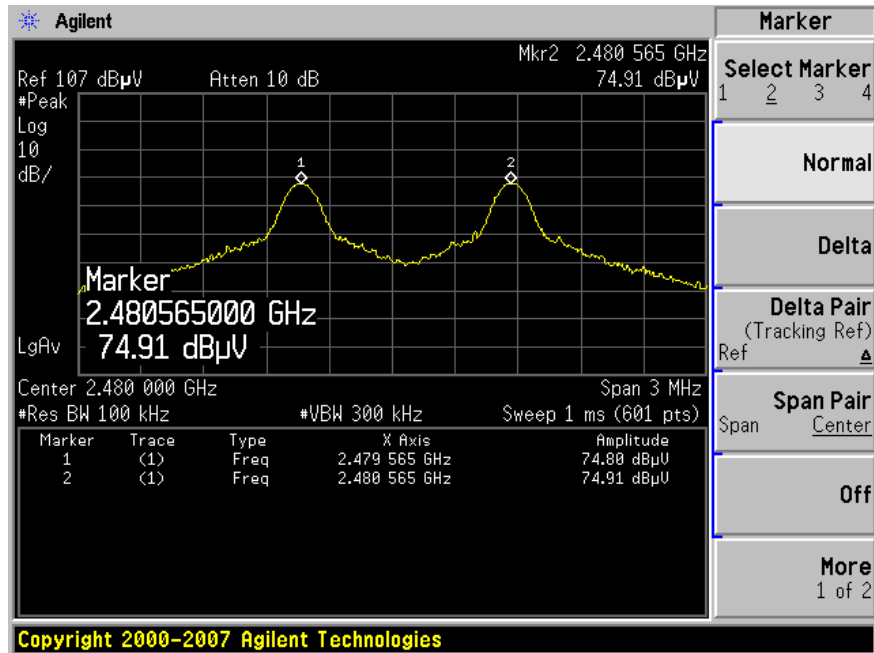 Agilent
Marker
Mkr2 2.480 565 GHz
Ref 107 dBµV Atten 10 dB 74.91 dBµV
#Peak
Log
10
dB/
1 2
Marker
2.480565000 GHz
74.91 dBµV
LgAv
Center 2.480 000 GHz Span 3 MHz
#Res BW 100 kHz #VBW 300 kHz Sweep 1 ms (601 pts)
Marker Trace Type X Axis Amplitude
1 (1) Freq 2.479 565 GHz 74.80 dBµV
2 (1) Freq 2.480 565 GHz 74.91 dBµV
Select Marker
1 2 3 4
Normal
Delta
Delta Pair
(Tracking Ref)
Ref Δ
Span Pair
Span Center
Off
More
1 of 2
Copyright 2000-2007 Agilent Technologies